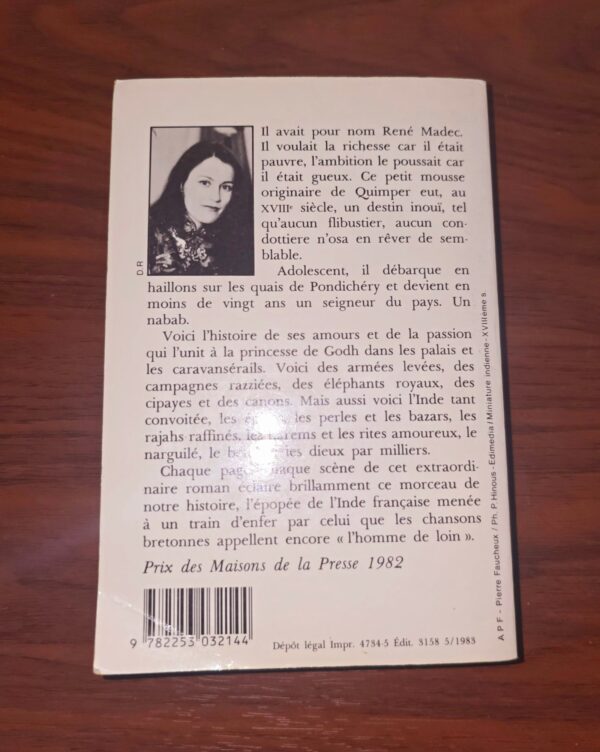 Il avait pour nom René Madec.
Il voulait la richesse car il était
pauvre, l'ambition le poussait car
il était gueux. Ce petit mousse
originaire de Quimper eut, au
XVIIIe siècle, un destin inouï, tel
qu'aucun flibustier, aucun con-
dottiere n'osa en rêver de sem-
blable.
D.R
Adolescent, il débarque en
haillons sur les quais de Pondichéry et devient en
moins de vingt ans un seigneur du pays. Un
nabab.
Voici l'histoire de ses amours et de la passion
qui l'unit à la princesse de Godh dans les palais et
les caravansérails. Voici des armées levées, des
campagnes razziées, des éléphants royaux, des
cipayes et des canons. Mais aussi voici l'Inde tant
convoitée, les les perles et les bazars, les
rajahs raffinés, les harems et les rites amoureux, le
narguilé, le dieux par milliers.
Chaque page, chaque scène de cet extraordi-
naire roman éclaire brillamment ce morceau de
notre histoire, l'épopée de l'Inde française menée
à un train d'enfer par celui que les chansons
bretonnes appellent encore « l'homme de loin ».
Prix des Maisons de la Presse 1982
9 782253 032144
Dépôt légal Impr. 4734-5 Édit. 3158 5/1983
A P F - Pierre Faucheux / Ph. P. Hinous - Edimedia / Miniature indienne - XVIIIème s